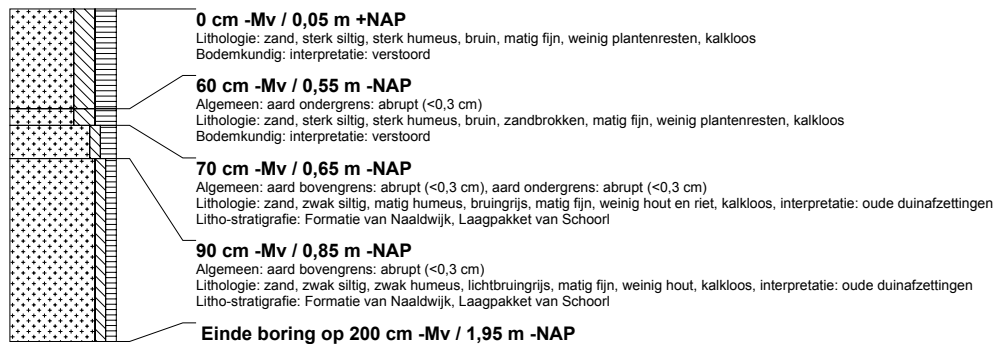 0 cm -Mv / 0,05 m +NAP
Lithologie: zand, sterk siltig, sterk humeus, bruin, matig fijn, weinig plantenresten, kalkloos
Bodemkundig: interpretatie: verstoord
60 cm -Mv / 0,55 m -NAP
Algemeen: aard ondergrens: abrupt (<0,3 cm)
Lithologie: zand, sterk siltig, sterk humeus, bruin, zandbrokken, matig fijn, weinig plantenresten, kalkloos
Bodemkundig: interpretatie: verstoord
70 cm -Mv / 0,65 m -NAP
Algemeen: aard bovengrens: abrupt (<0,3 cm), aard ondergrens: abrupt (<0,3 cm)
Lithologie: zand, zwak siltig, matig humeus, bruingrijs, matig fijn, weinig hout en riet, kalkloos, interpretatie: oude duinafzettingen
Litho-stratigrafie: Formatie van Naaldwijk, Laagpakket van Schoorl
90 cm -Mv / 0,85 m -NAP
Algemeen: aard bovengrens: abrupt (<0,3 cm)
Lithologie: zand, zwak siltig, zwak humeus, lichtbruingrijs, matig fijn, weinig hout, kalkloos, interpretatie: oude duinafzettingen
Litho-stratigrafie: Formatie van Naaldwijk, Laagpakket van Schoorl
Einde boring op 200 cm -Mv / 1,95 m -NAP